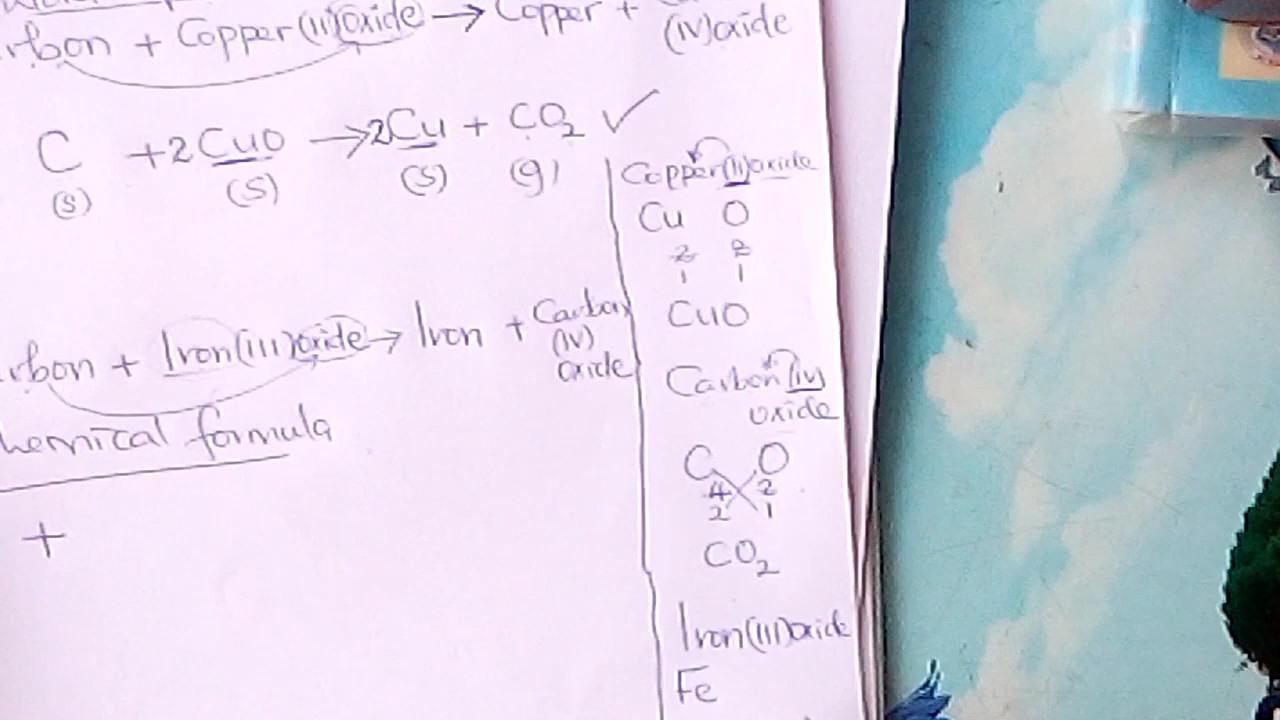 rbon + Copper(II)oxide → Copper +
(IV)oxide
C + 2CuO → 2Cu + CO₂ ✓
(s) (s) (s) (g)
rbon + Iron(III)oxide → Iron + Carbon
(IV)
oxide
hemical formula
+
Copper(II)oxide
Cu O
2 2
1 1
CuO
Carbon(IV)
oxide
C O
4 2
2 1
CO₂
Iron(III)oxide
Fe